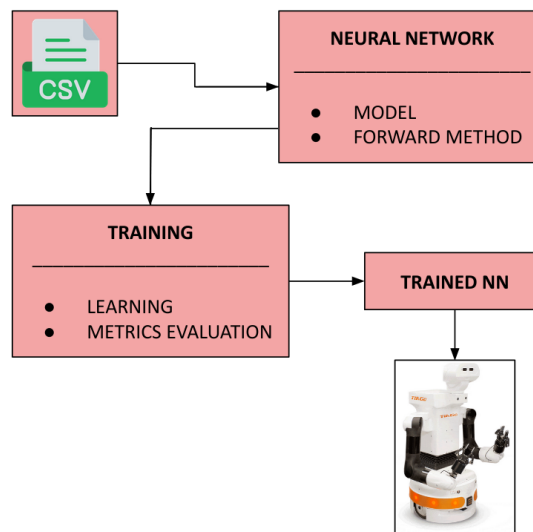 CSV
NEURAL NETWORK
● MODEL
● FORWARD METHOD
TRAINING
● LEARNING
● METRICS EVALUATION
TRAINED NN